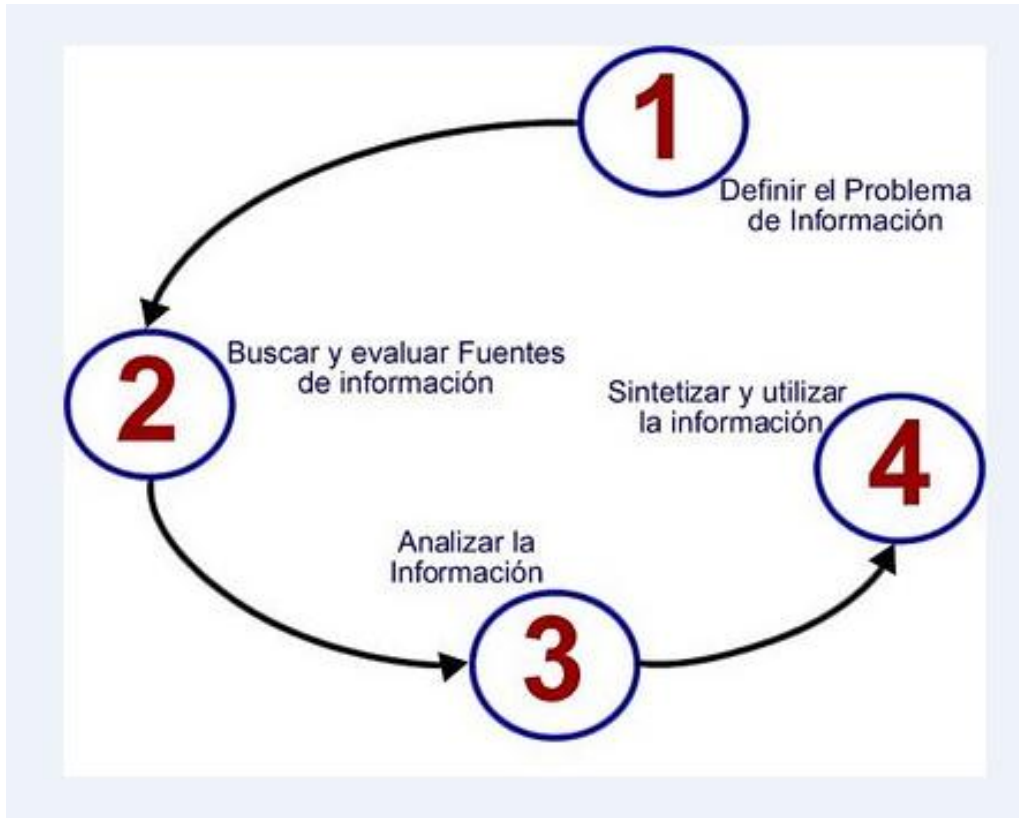 1
Definir el Problema
de Información
2
Buscar y evaluar Fuentes
de información
3
Analizar la
Información
4
Sintetizar y utilizar
la información